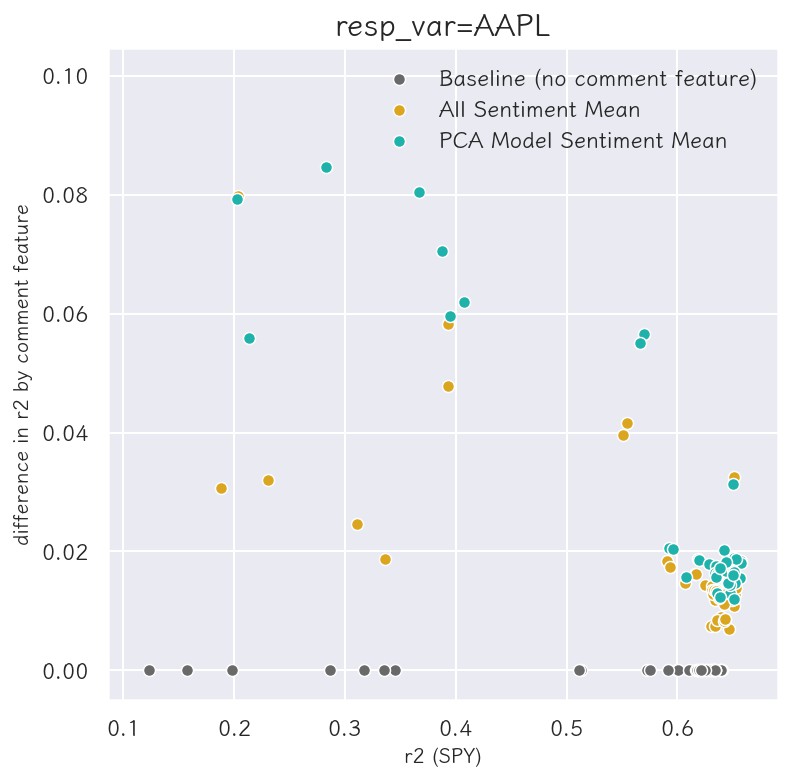 resp_var=AAPL
Baseline (no comment feature)
All Sentiment Mean
PCA Model Sentiment Mean
difference in r2 by comment feature
0.10
0.08
0.06
0.04
0.02
0.00
0.1 0.2 0.3 0.4 0.5 0.6
r2 (SPY)